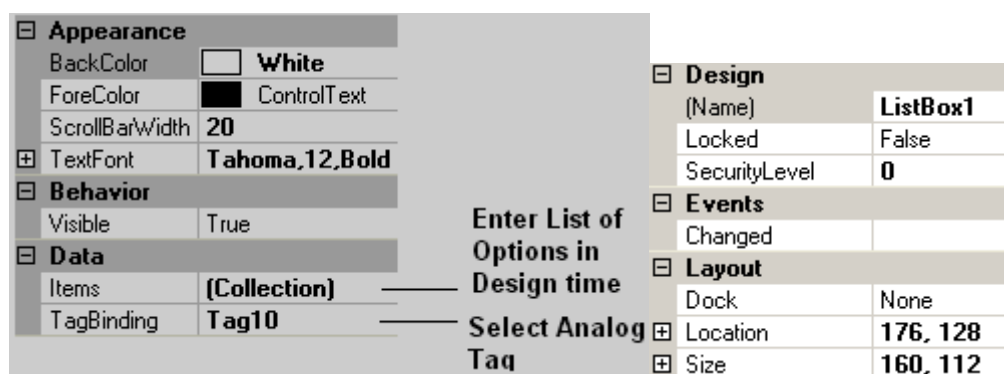 Appearance
BackColor White
ForeColor ControlText
ScrollBarWidth 20
TextFont Tahoma,12,Bold
Behavior
Visible True
Data
Items (Collection)
TagBinding Tag10
Enter List of
Options in
Design time
Select Analog
Tag
Design
(Name) ListBox1
Locked False
SecurityLevel 0
Events
Changed
Layout
Dock None
Location 176, 128
Size 160, 112